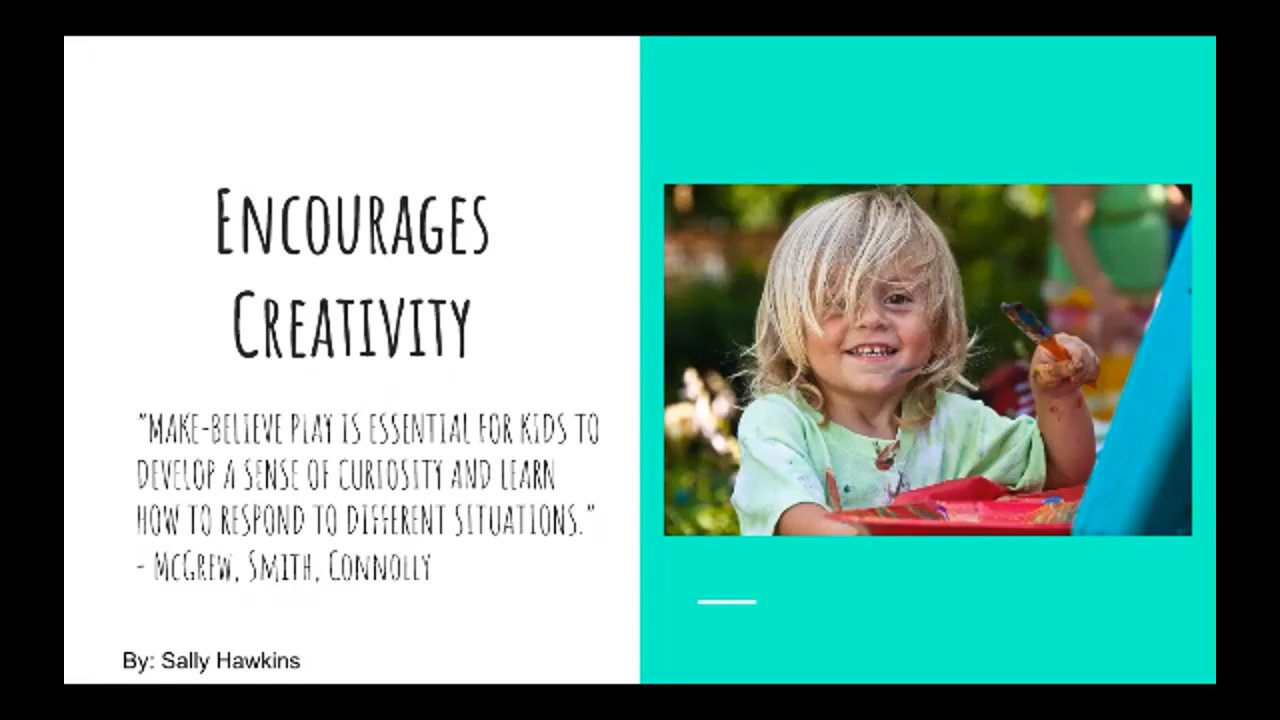 Encourages
Creativity
"Make-believe play is essential for kids to
develop a sense of curiosity and learn
how to respond to different situations."
- McGrew, Smith, Connolly
By: Sally Hawkins